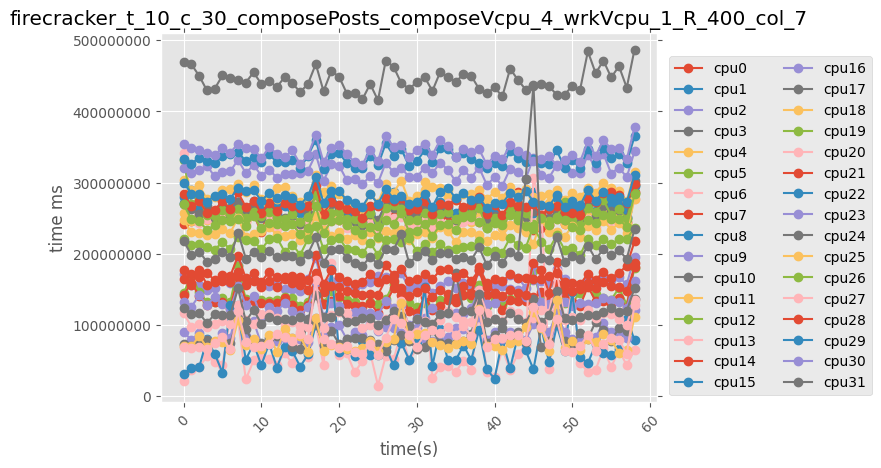 firecracker_t_10_c_30_composePosts_composeVcpu_4_wrkVcpu_1_R_400_col_7
500000000
400000000
300000000
200000000
100000000
0
time ms
0
10
20
30
40
50
60
time(s)
cpu0
cpu1
cpu2
cpu3
cpu4
cpu5
cpu6
cpu7
cpu8
cpu9
cpu10
cpu11
cpu12
cpu13
cpu14
cpu15
cpu16
cpu17
cpu18
cpu19
cpu20
cpu21
cpu22
cpu23
cpu24
cpu25
cpu26
cpu27
cpu28
cpu29
cpu30
cpu31